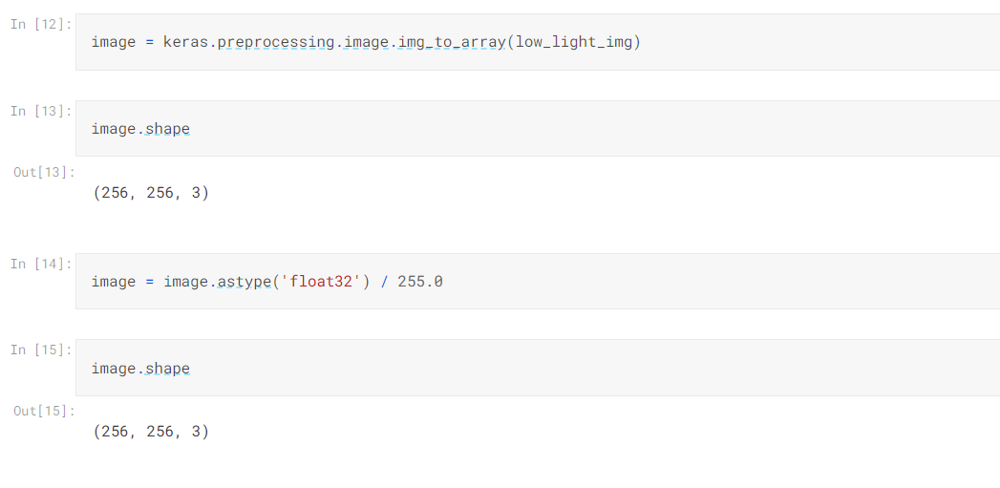 In [12]:
image = keras.preprocessing.image.img_to_array(low_light_img)
In [13]:
image.shape
Out[13]:
(256, 256, 3)
In [14]:
image = image.astype('float32') / 255.0
In [15]:
image.shape
Out[15]:
(256, 256, 3)